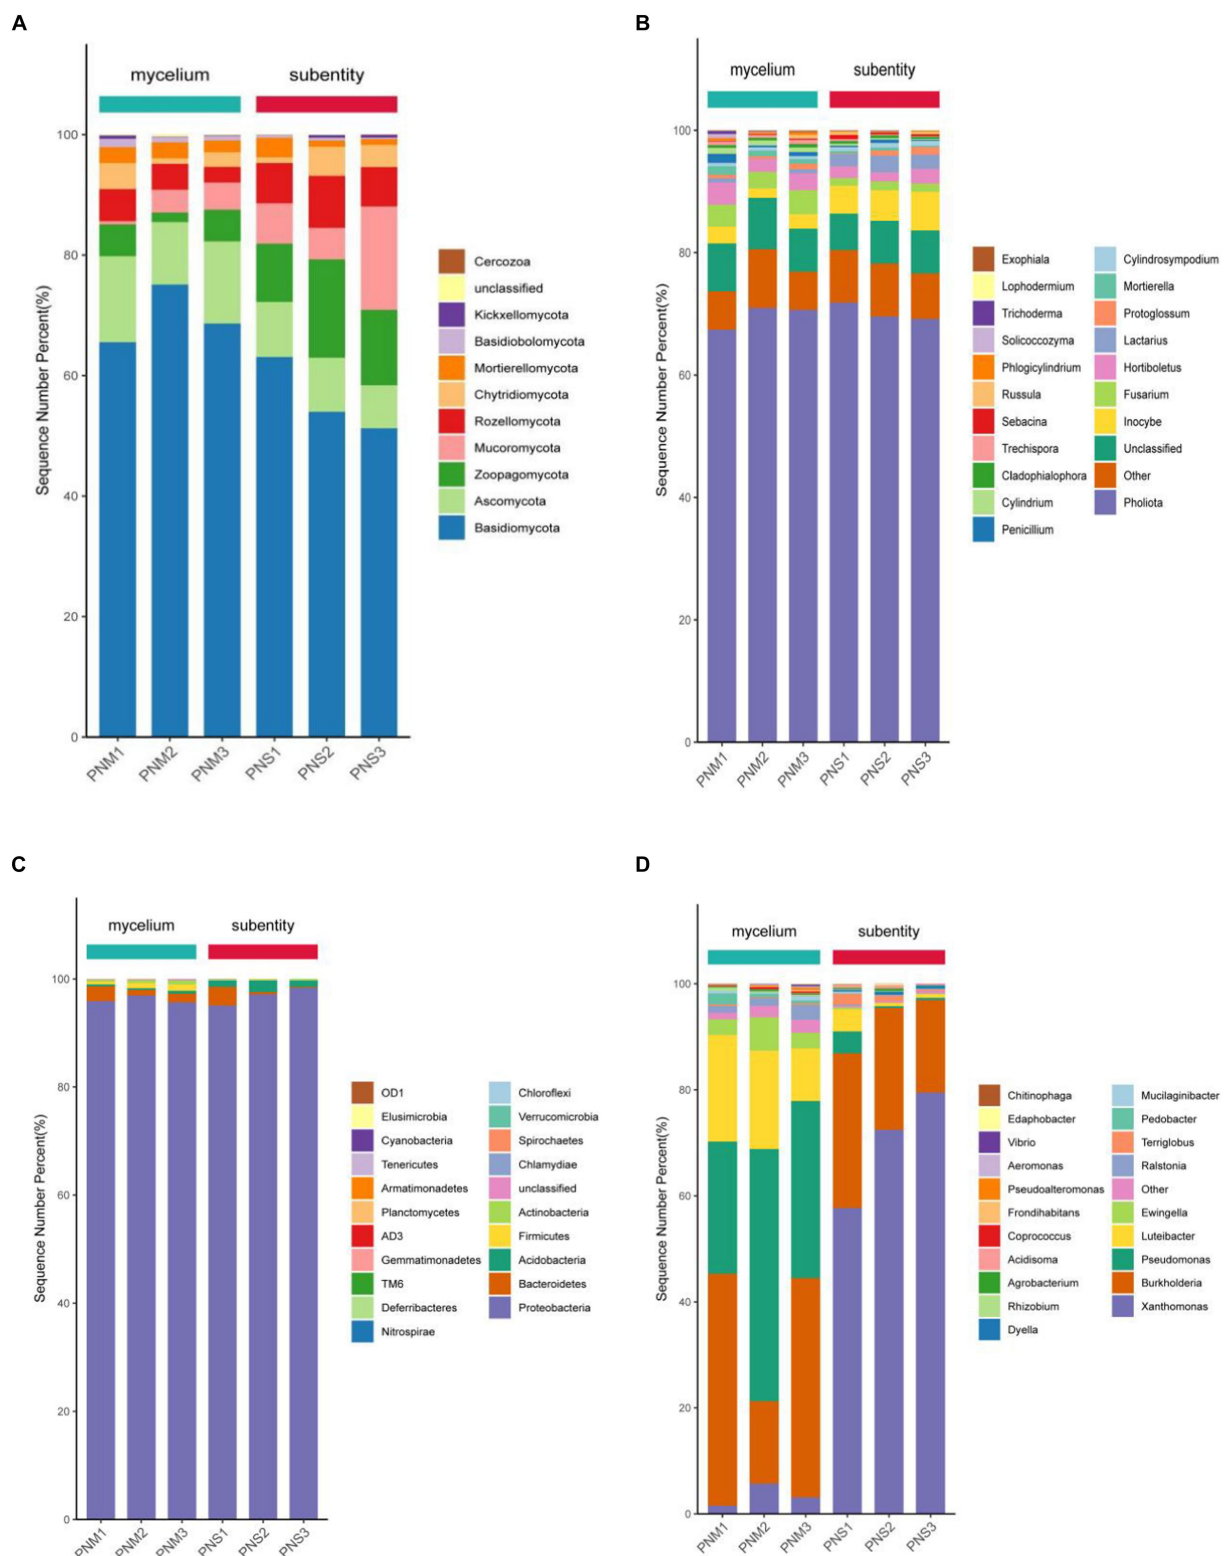 A
mycelium
subentity
Sequence Number Percent(%)
100
80
60
40
20
0
PNM1
PNM2
PNM3
PNS1
PNS2
PNS3
Cercozoa
unclassified
Kickxellomycota
Basidiobolomycota
Mortierellomycota
Chytridiomycota
Rozellomycota
Mucoromycota
Zoopagomycota
Ascomycota
Basidiomycota
B
mycelium
subentity
Sequence Number Percent(%)
100
80
60
40
20
0
PNM1
PNM2
PNM3
PNS1
PNS2
PNS3
Exophiala
Lophodermium
Trichoderma
Solicoccozyma
Phlogicylindrium
Russula
Sebacina
Trechispora
Cladophialophora
Cylindrium
Penicillium
Cylindrosympodium
Mortierella
Protoglossum
Lactarius
Hortiboletus
Fusarium
Inocybe
Unclassified
Other
Pholiota
C
mycelium
subentity
Sequence Number Percent(%)
100
80
60
40
20
0
PNM1
PNM2
PNM3
PNS1
PNS2
PNS3
OD1
Elusimicrobia
Cyanobacteria
Tenericutes
Armatimonadetes
Planctomycetes
AD3
Gemmatimonadetes
TM6
Deferribacteres
Nitrospirae
Chloroflexi
Verrucomicrobia
Spirochaetes
Chlamydiae
unclassified
Actinobacteria
Firmicutes
Acidobacteria
Bacteroidetes
Proteobacteria
D
mycelium
subentity
Sequence Number Percent(%)
100
80
60
40
20
0
PNM1
PNM2
PNM3
PNS1
PNS2
PNS3
Chitinophaga
Edaphobacter
Vibrio
Aeromonas
Pseudoalteromonas
Frondihabitans
Coprococcus
Acidisoma
Agrobacterium
Rhizobium
Dyella
Mucilaginibacter
Pedobacter
Terriglobus
Ralstonia
Other
Ewingella
Luteibacter
Pseudomonas
Burkholderia
Xanthomonas